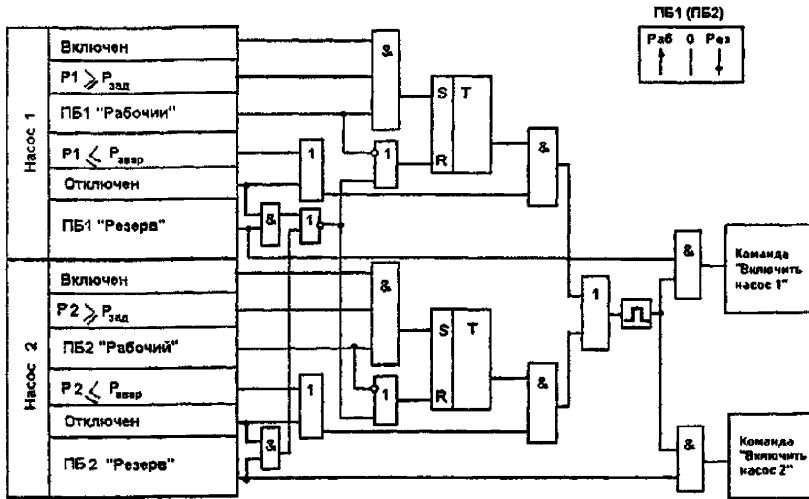 ПБ1 (ПБ2)
Раб 0 Рез
Насос 1
Включен
P1 ⩾ Pзад
ПБ1 "Рабочии"
P1 ⩽ Pавар
Отключен
ПБ1 "Резерв"
Насос 2
Включен
P2 ⩾ Pзад
ПБ2 "Рабочий"
P2 ⩽ Pавар
Отключен
ПБ2 "Резерв"
&
S T
R
1
&
1
&
1
&
S T
R
1
&
1
&
1
&
Команда
"Включить
насос 1"
&
Команда
"Включить
насос 2"